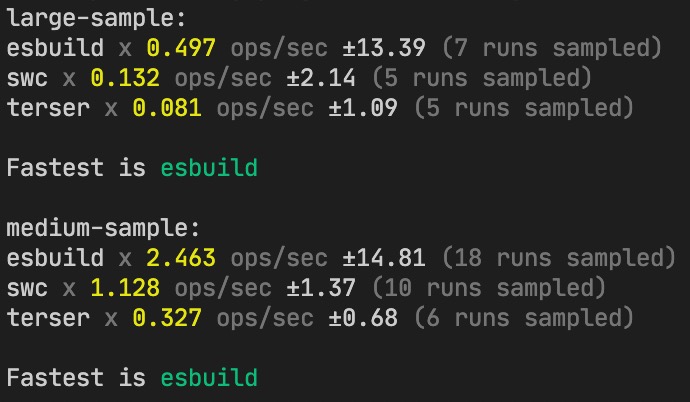 large-sample:
esbuild x 0.497 ops/sec ±13.39 (7 runs sampled)
swc x 0.132 ops/sec ±2.14 (5 runs sampled)
terser x 0.081 ops/sec ±1.09 (5 runs sampled)
Fastest is esbuild
medium-sample:
esbuild x 2.463 ops/sec ±14.81 (18 runs sampled)
swc x 1.128 ops/sec ±1.37 (10 runs sampled)
terser x 0.327 ops/sec ±0.68 (6 runs sampled)
Fastest is esbuild